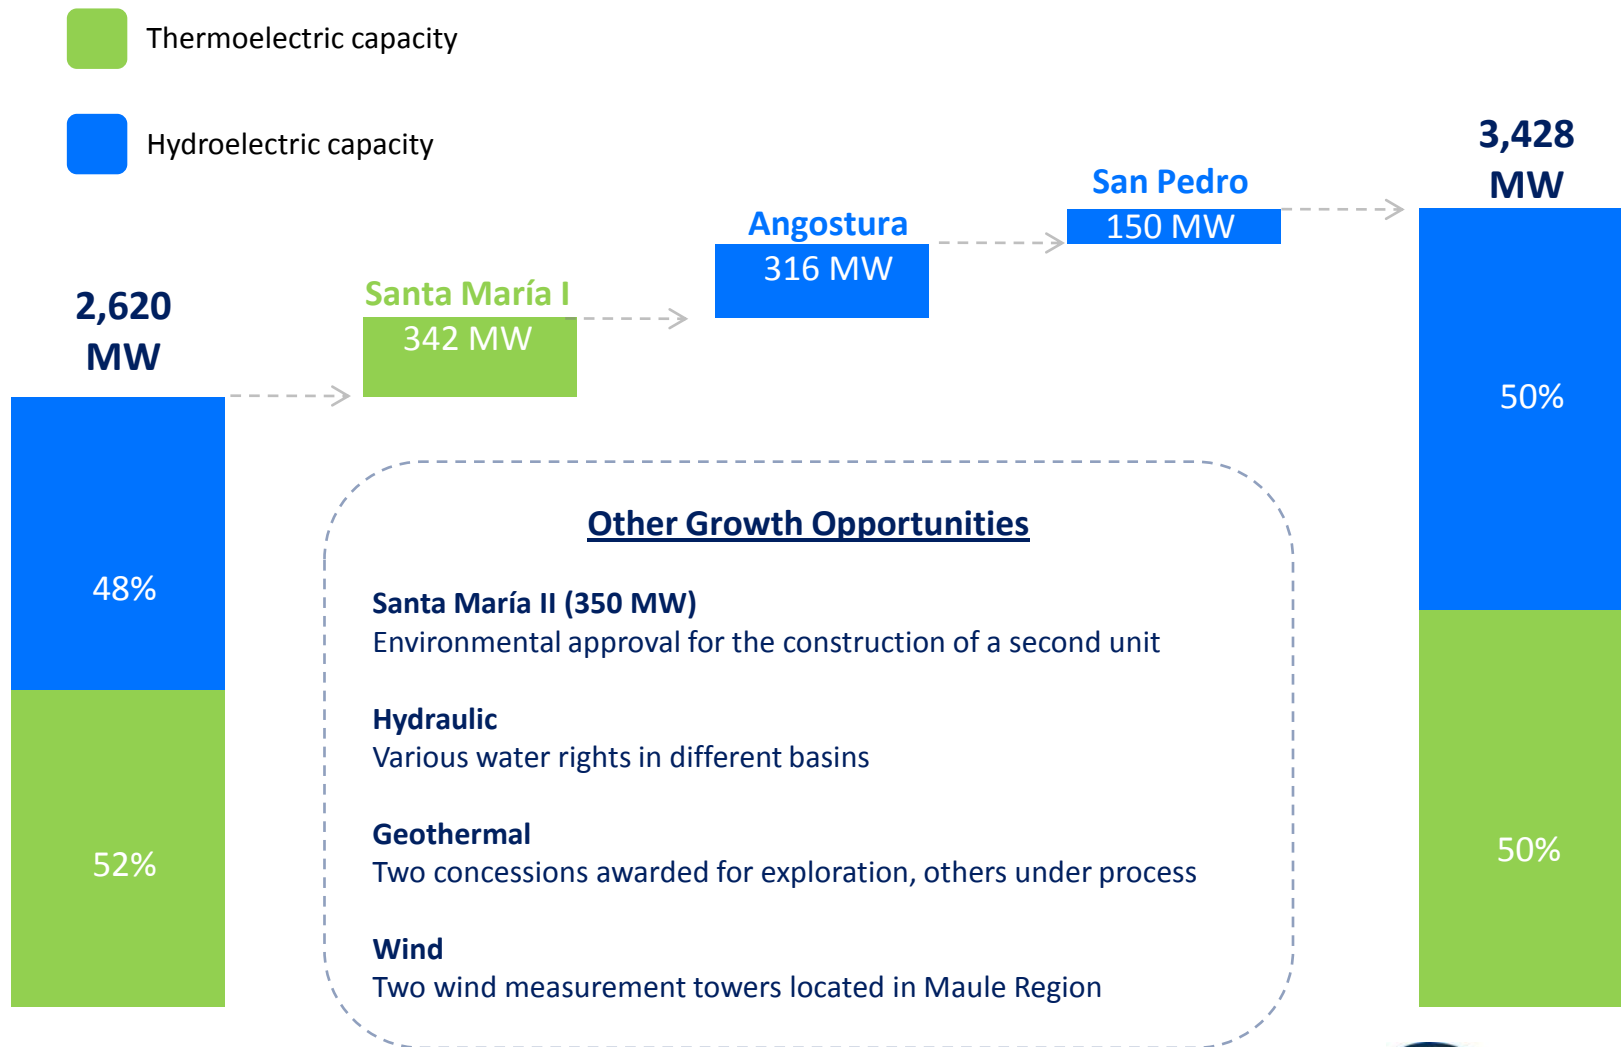 Thermoelectric capacity
Hydroelectric capacity
2,620
MW
48%
52%
Santa María I
342 MW
Angostura
316 MW
San Pedro
150 MW
3,428
MW
50%
50%
Other Growth Opportunities
Santa María II (350 MW)
Environmental approval for the construction of a second unit
Hydraulic
Various water rights in different basins
Geothermal
Two concessions awarded for exploration, others under process
Wind
Two wind measurement towers located in Maule Region